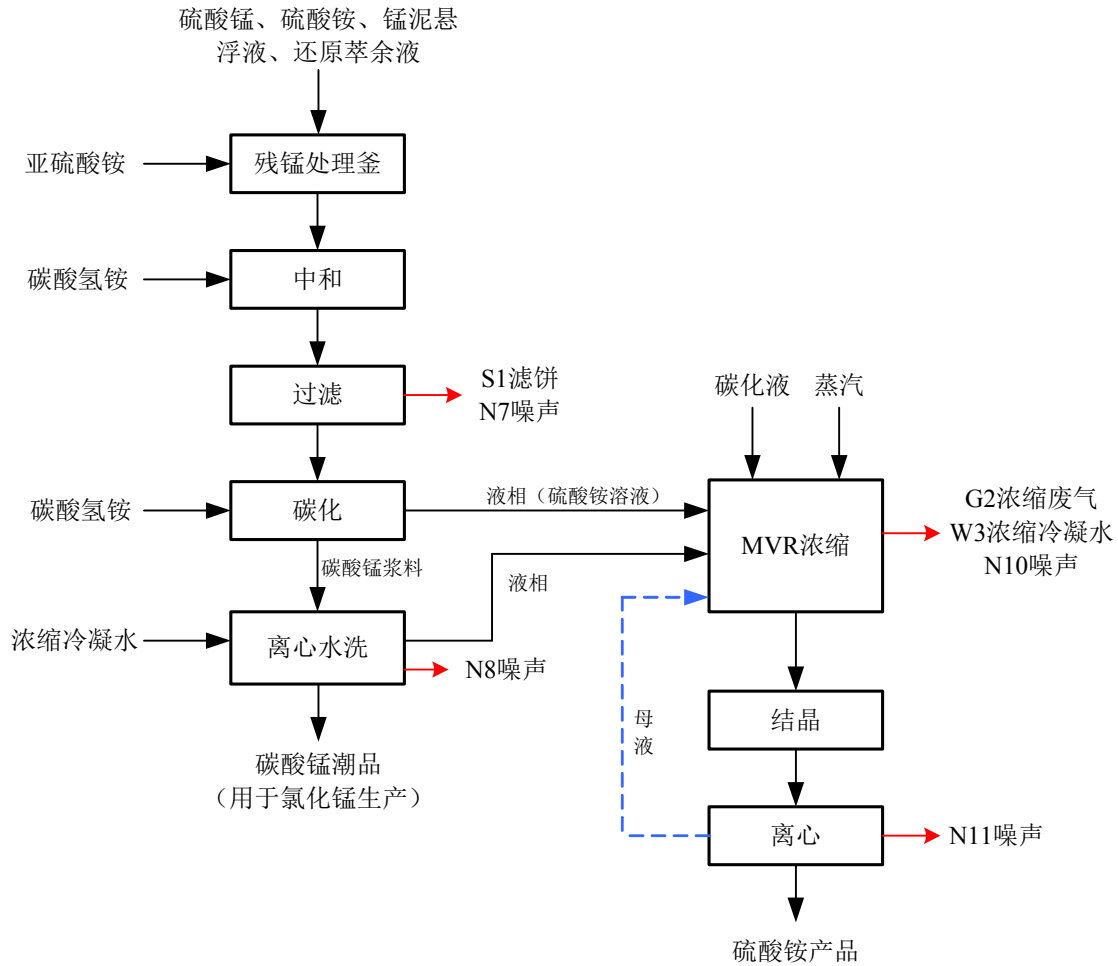 硫酸锰、硫酸铵、锰泥悬
浮液、还原萃余液
亚硫酸铵
残锰处理釜
碳酸氢铵
中和
过滤
S1滤饼
N7噪声
碳化液
蒸汽
碳酸氢铵
碳化
液相（硫酸铵溶液）
MVR浓缩
G2浓缩废气
W3浓缩冷凝水
N10噪声
碳酸锰浆料
液相
浓缩冷凝水
离心水洗
N8噪声
碳酸锰潮品
（用于氯化锰生产）
结晶
母
液
离心
N11噪声
硫酸铵产品